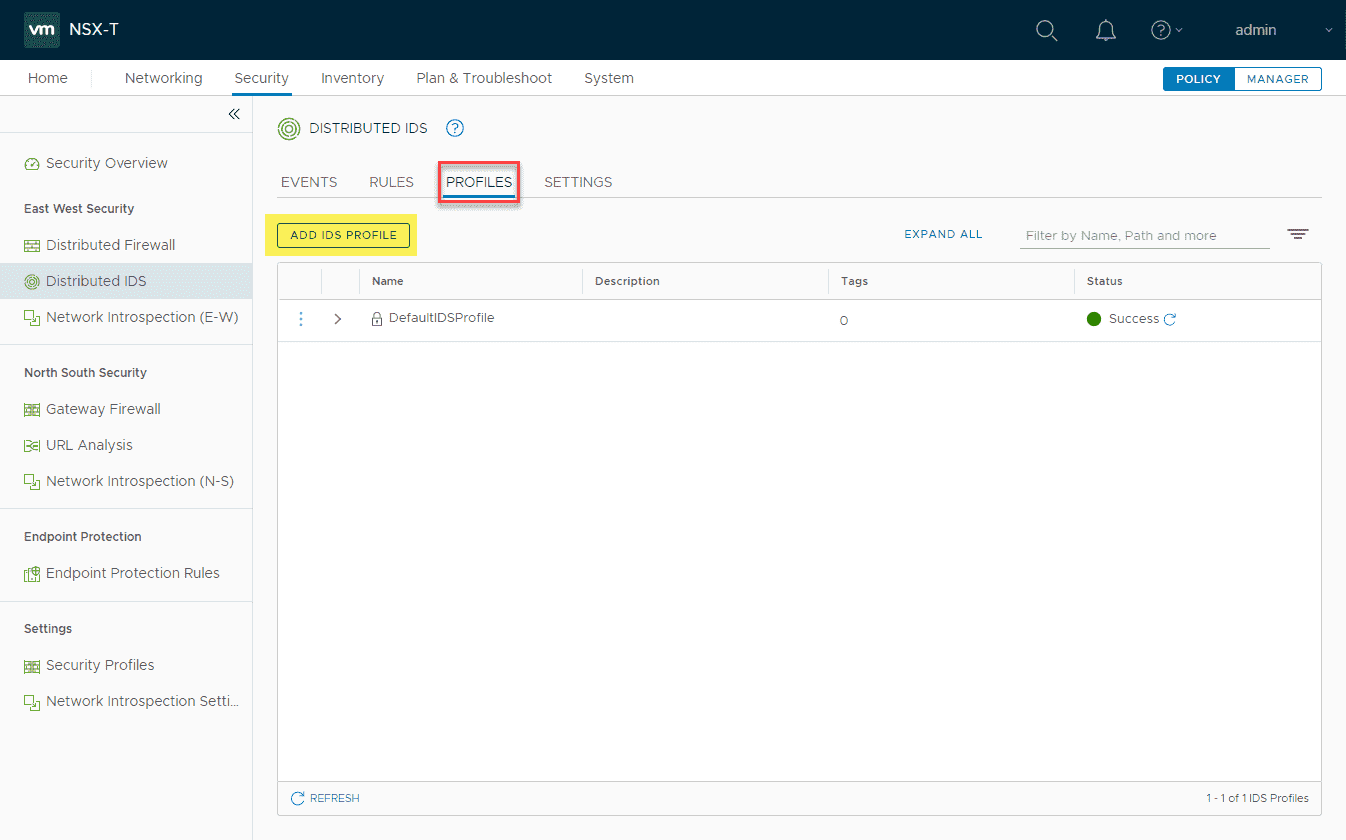 vm NSX-T
admin
Home Networking Security Inventory Plan & Troubleshoot System
POLICY MANAGER
DISTRIBUTED IDS
EVENTS RULES PROFILES SETTINGS
ADD IDS PROFILE
EXPAND ALL
Filter by Name, Path and more
Security Overview
East West Security
Distributed Firewall
Distributed IDS
Network Introspection (E-W)
North South Security
Gateway Firewall
URL Analysis
Network Introspection (N-S)
Endpoint Protection
Endpoint Protection Rules
Settings
Security Profiles
Network Introspection Setti...
Name Description Tags Status
DefaultIDSProfile 0 Success
REFRESH
1 - 1 of 1 IDS Profiles